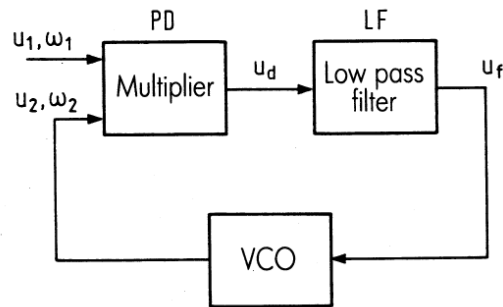 PD
LF
u1, ω1
Multiplier
ud
Low pass
filter
uf
u2, ω2
VCO